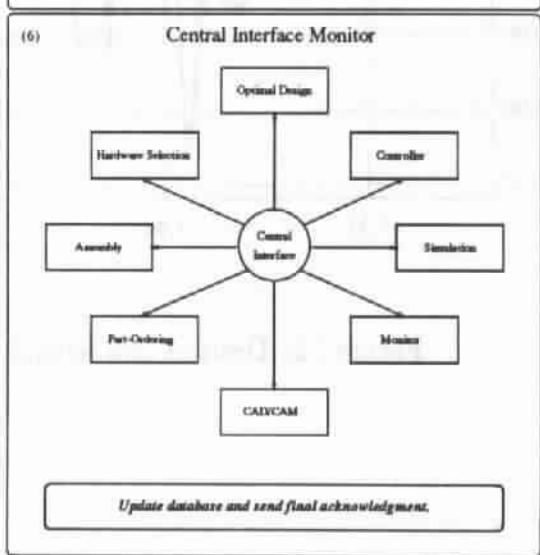 (6) Central Interface Monitor
Optimal Design
Hardware Selection
Controller
Central
Interface
Assembly
Simulation
Part-Ordering
Monitor
CAD/CAM
Update database and send final acknowledgment.